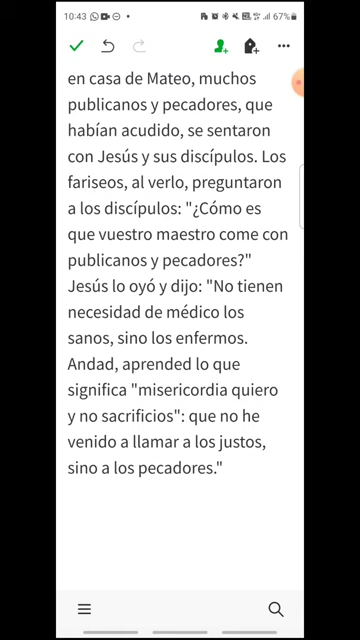 10:43
67%
en casa de Mateo, muchos
publicanos y pecadores, que
habían acudido, se sentaron
con Jesús y sus discípulos. Los
fariseos, al verlo, preguntaron
a los discípulos: "¿Cómo es
que vuestro maestro come con
publicanos y pecadores?"
Jesús lo oyó y dijo: "No tienen
necesidad de médico los
sanos, sino los enfermos.
Andad, aprended lo que
significa "misericordia quiero
y no sacrificios": que no he
venido a llamar a los justos,
sino a los pecadores."